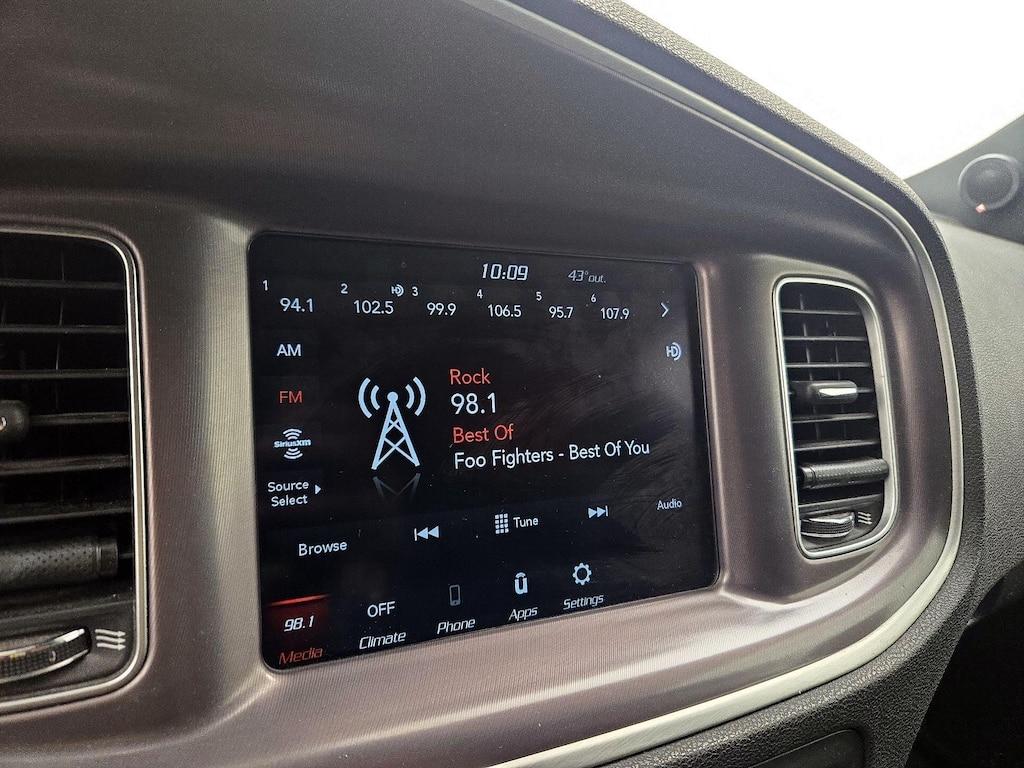 10:09 43° out.
1 94.1 2 102.5 HD 3 99.9 4 106.5 5 95.7 6 107.9
AM
HD
FM
Rock
98.1
Best Of
Foo Fighters - Best Of You
SiriusXM
Source
Select
Browse
Tune
Audio
98.1
Media
OFF
Climate
Phone
Apps
Settings